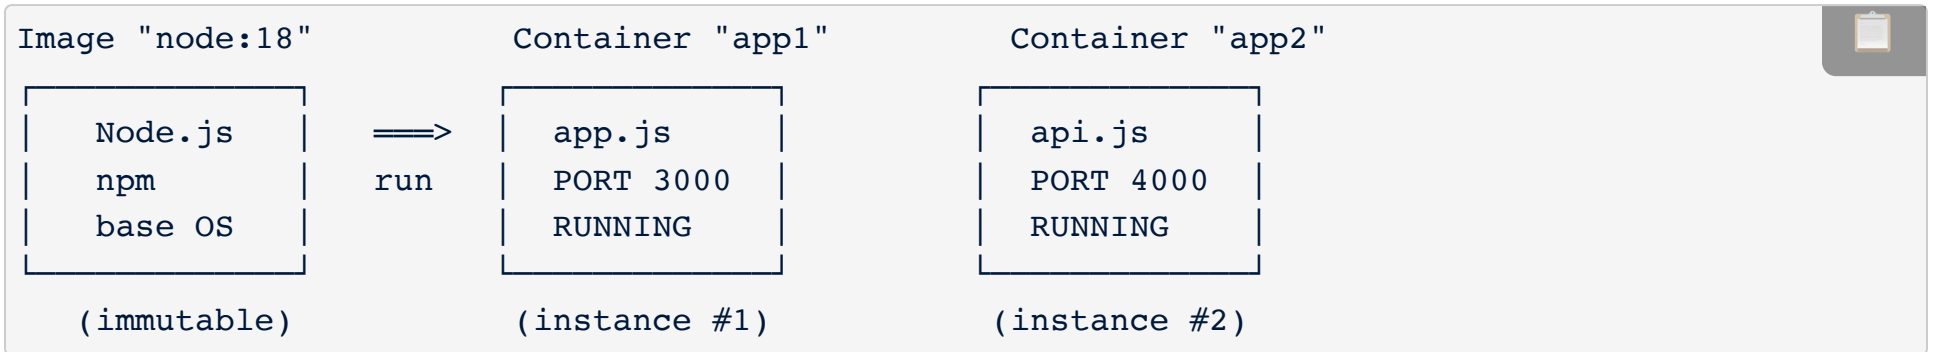 Image "node:18"          Container "app1"         Container "app2"
┌──────────────┐         ┌──────────────┐         ┌──────────────┐
│   Node.js    │   ═══>  │  app.js      │         │  api.js      │
│   npm        │   run   │  PORT 3000   │         │  PORT 4000   │
│   base OS    │         │  RUNNING     │         │  RUNNING     │
└──────────────┘         └──────────────┘         └──────────────┘
   (immutable)            (instance #1)            (instance #2)